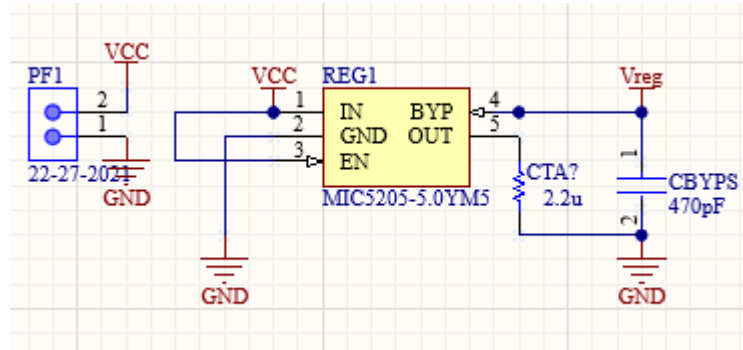 VCC
PF1
2
1
22-27-2021
GND
VCC
REG1
1
IN
BYP
4
2
GND
OUT
5
3
EN
MIC5205-5.0YM5
GND
Vreg
CTA?
2.2u
1
CBYPS
470pF
2
GND